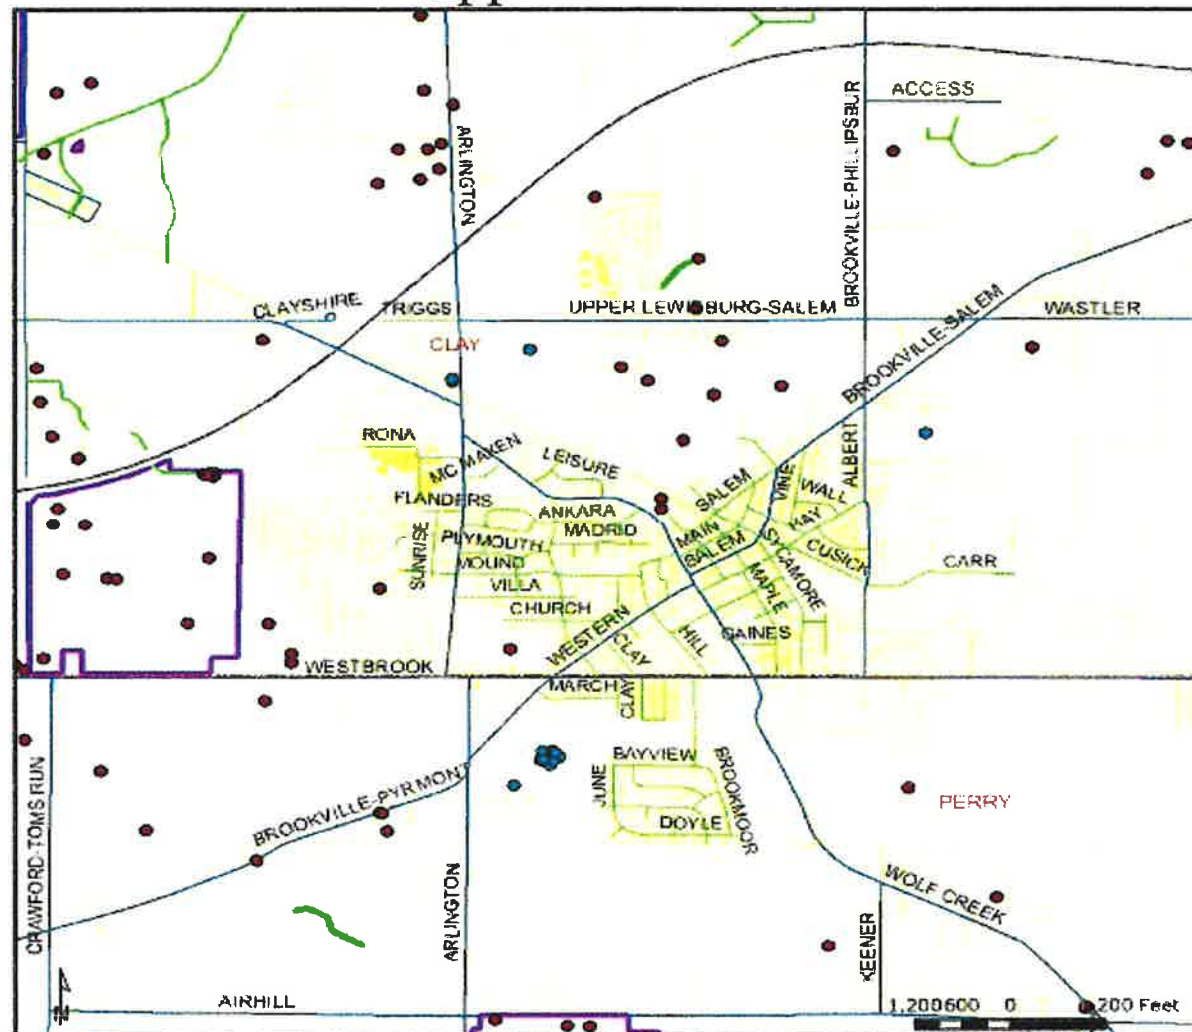 ACCESS
ARLINGTON
BROOKVILLE-PHILLIPSBUR
CLAYSHIRE
TRIGGS
UPPER LEWISBURG-SALEM
BROOKVILLE-SALEM
WASTLER
CLAY
RONA
MC MAKEN
LEISURE
FLANDERS
ANKARA
MADRID
SALEM
VINE
WALL
ALBERT
HAY
CUSICK
SUNRISE
PLYMOUTH
MAIN
SALEM
SYCAMORE
CARR
MOUND
VILLA
MAPLE
CHURCH
WESTERN
CLAY
HILL
GAINES
WESTBROOK
MARCH
CLAY
BAYVIEW
JUNE
BROOKMOOR
DOYLE
CRAWFORD-TOMS RUN
BROOKVILLE-PYRMONT
PERRY
ARLINGTON
WOLF CREEK
KEENER
AIRHILL
1,200600 0 200 Feet